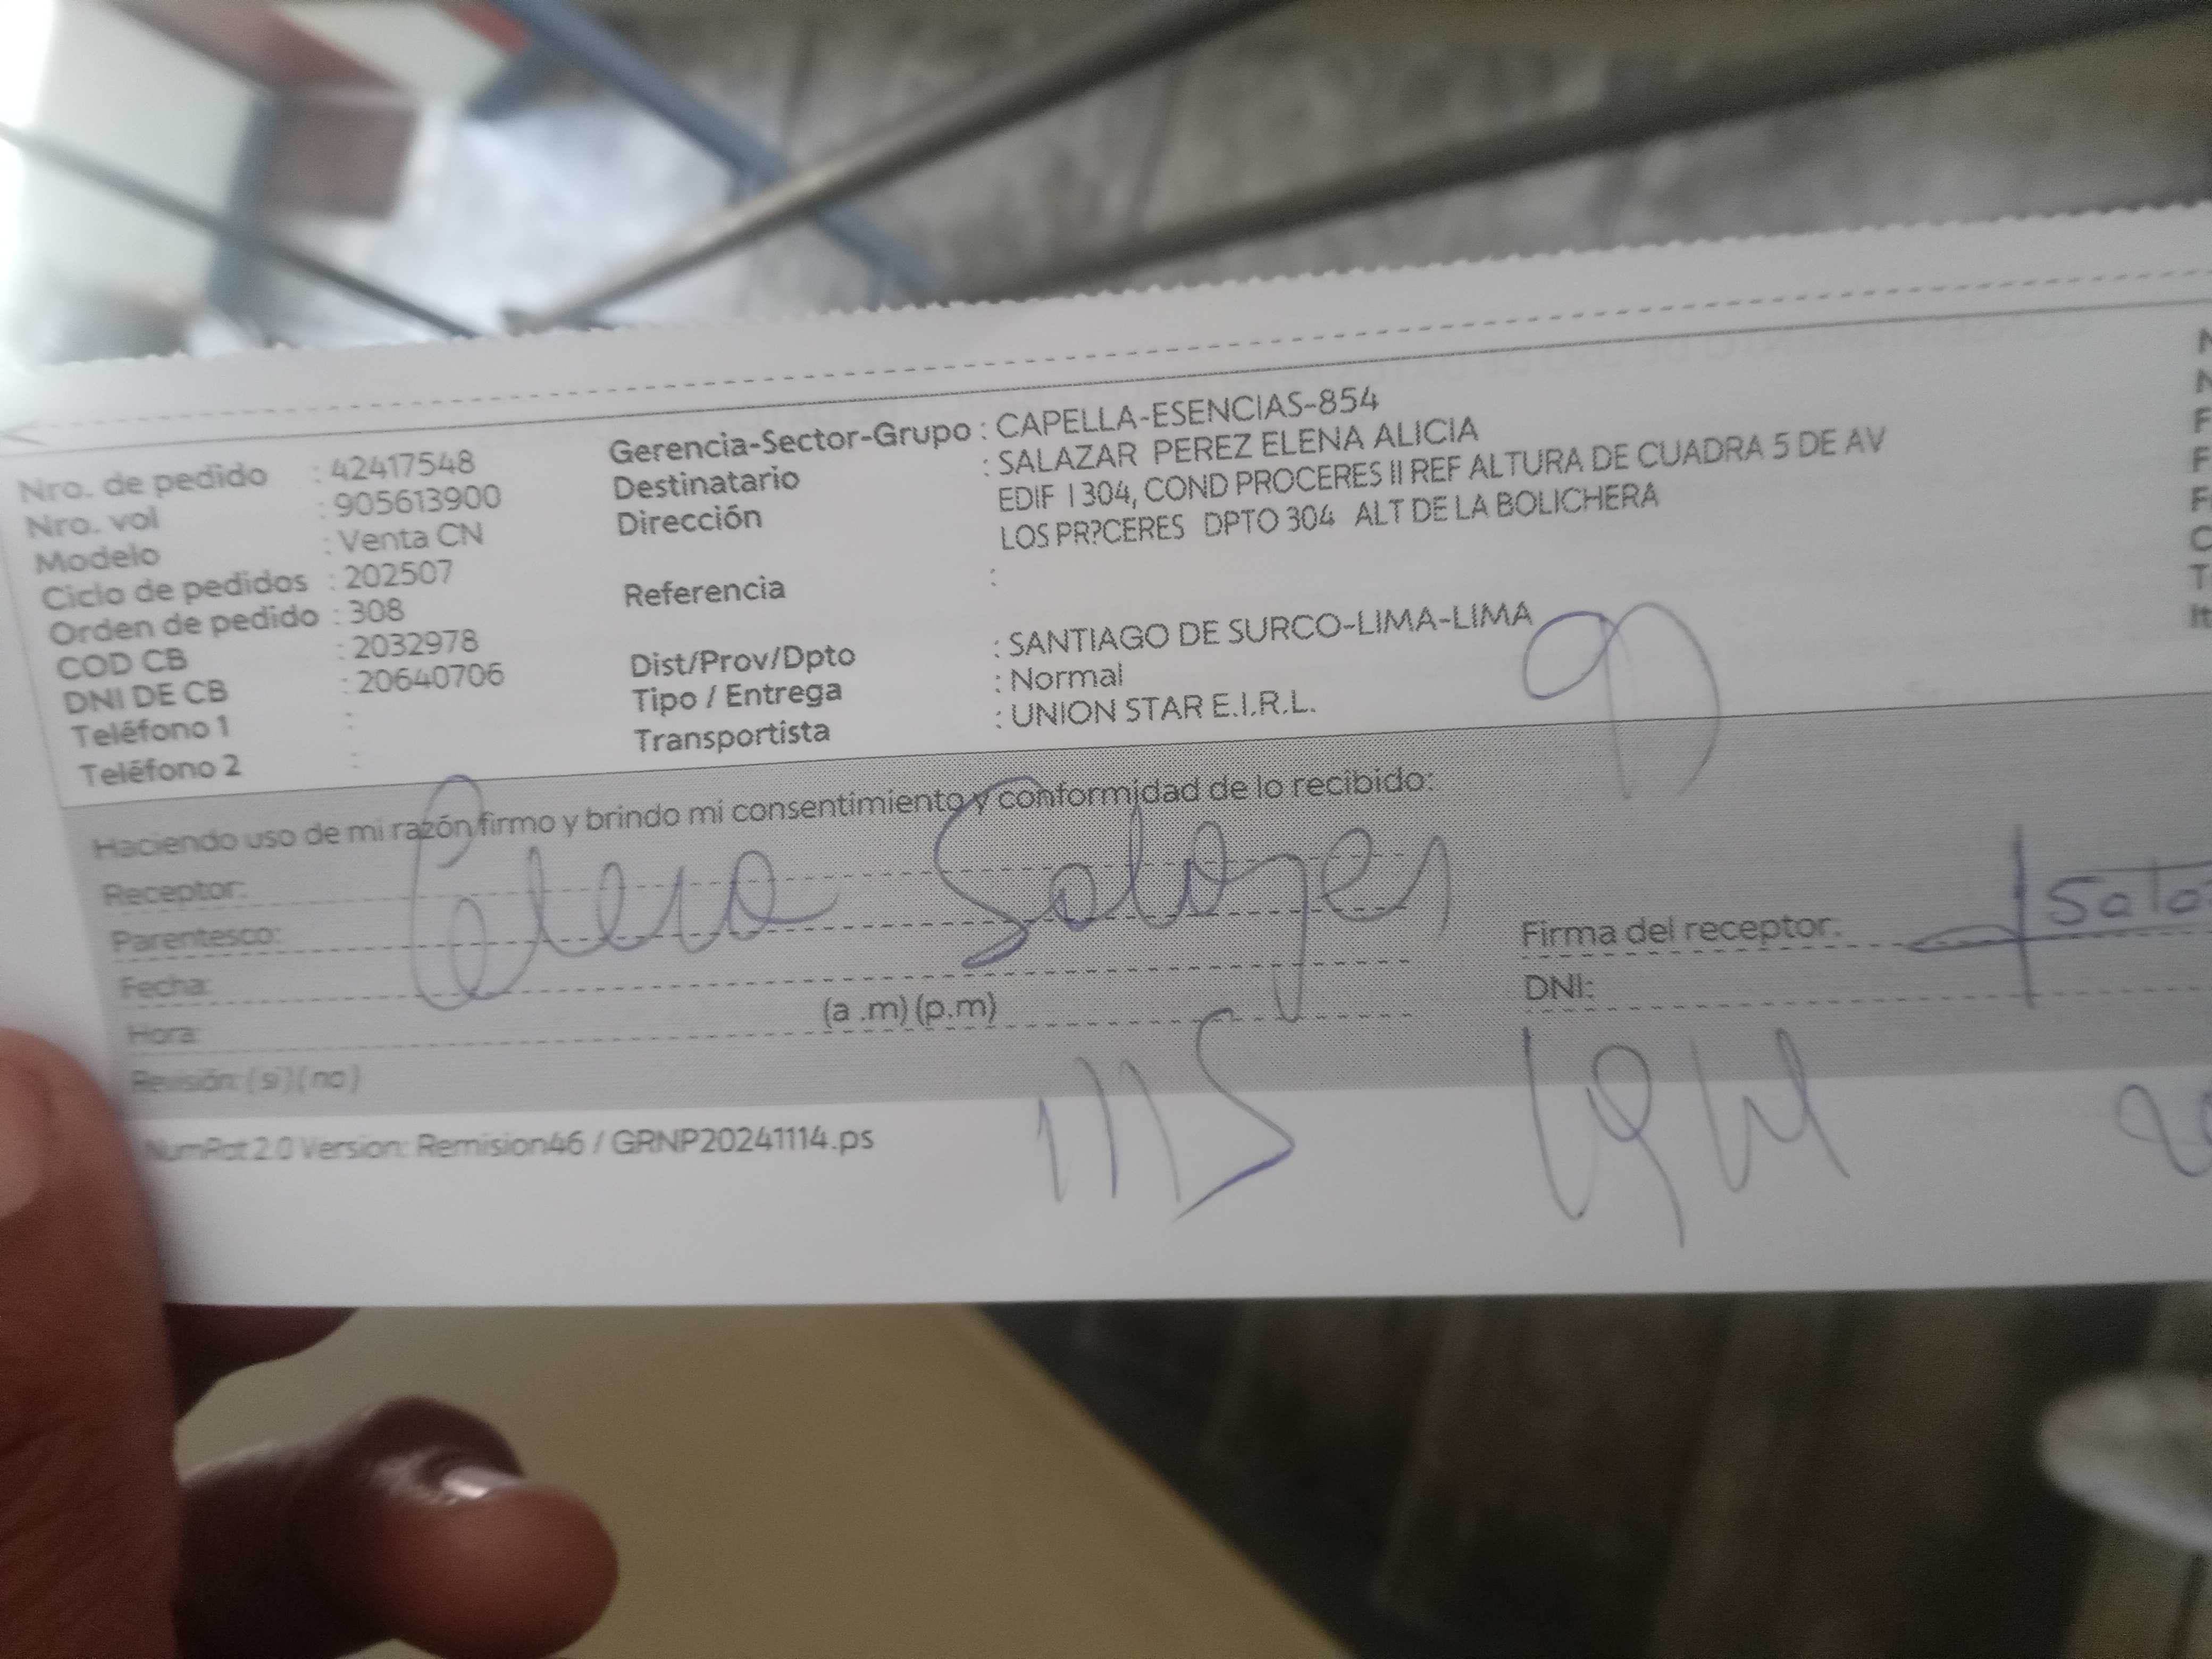 Nro. de pedido : 42417548
Nro. vol : 905613900
Modelo : Venta CN
Ciclo de pedidos : 202507
Orden de pedido : 308
COD CB : 2032978
DNI DE CB : 20640706
Teléfono 1 :
Teléfono 2 :
Gerencia-Sector-Grupo : CAPELLA-ESENCIAS-854
Destinatario : SALAZAR PEREZ ELENA ALICIA
Dirección EDIF I 304, COND PROCERES II REF ALTURA DE CUADRA 5 DE AV
LOS PR?CERES DPTO 304 ALT DE LA BOLICHERA
Referencia :
Dist/Prov/Dpto : SANTIAGO DE SURCO-LIMA-LIMA
Tipo / Entrega : Normal
Transportista : UNION STAR E.I.R.L.
Haciendo uso de mi razón firmo y brindo mi consentimiento y conformidad de lo recibido:
Receptor:
Parentesco:
Fecha:
Hora: (a .m) (p.m)
Revisión: (si) (no)
Firma del receptor:
DNI:
NumRot 2.0 Version: Remision46 / GRNP20241114.ps